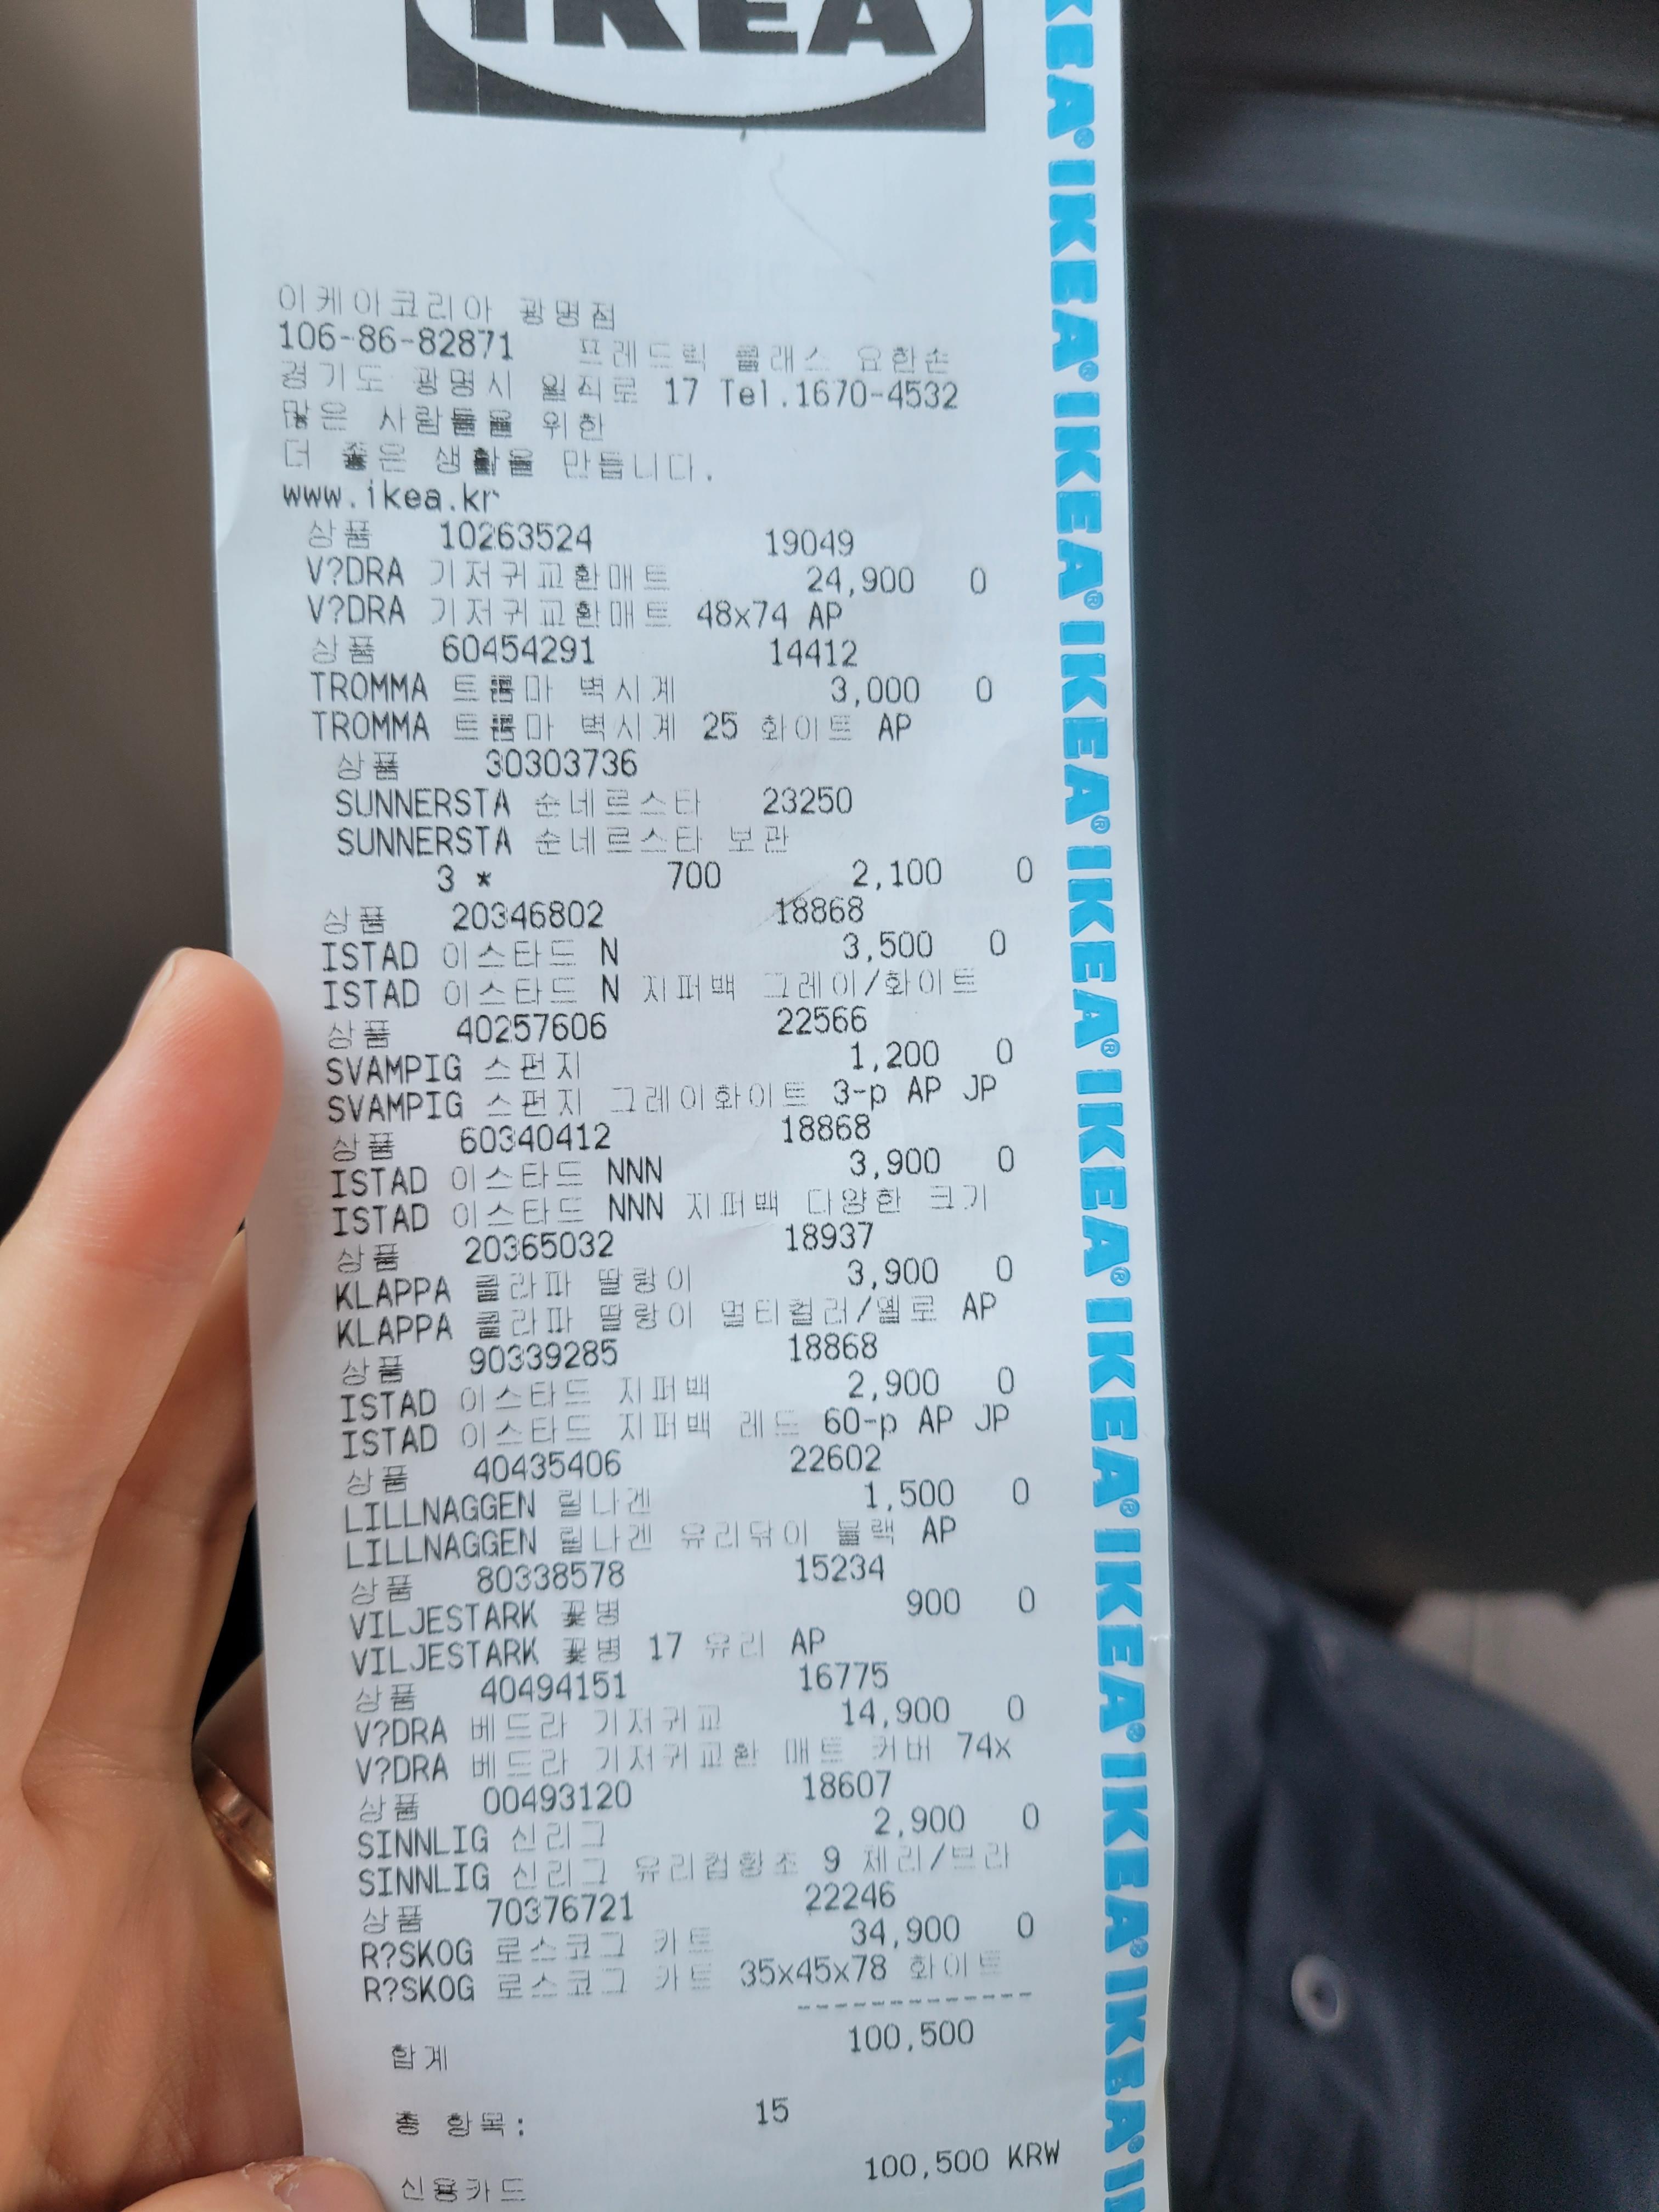 IKEA
이케아코리아 광명점
106-86-82871 프레드릭 클래스 요한손
경기도 광명시 일직로 17 Tel.1670-4532
많은 사람들을 위한
더 좋은 생활을 만듭니다.
www.ikea.kr
상품 10263524 19049
V?DRA 기저귀교환매트 24,900 0
V?DRA 기저귀교환매트 48x74 AP
상품 60454291 14412
TROMMA 트롬마 벽시계 3,000 0
TROMMA 트롬마 벽시계 25 화이트 AP
상품 30303736
SUNNERSTA 순네르스타 23250
SUNNERSTA 순네르스타 보관
3 * 700 2,100 0
상품 20346802 18868
ISTAD 이스타드 N 3,500 0
ISTAD 이스타드 N 지퍼백 그레이/화이트
상품 40257606 22566
SVAMPIG 스펀지 1,200 0
SVAMPIG 스펀지 그레이화이트 3-p AP JP
상품 60340412 18868
ISTAD 이스타드 NNN 3,900 0
ISTAD 이스타드 NNN 지퍼백 다양한 크기
상품 20365032 18937
KLAPPA 클라파 딸랑이 3,900 0
KLAPPA 클라파 딸랑이 멀티컬러/옐로 AP
상품 90339285 18868
ISTAD 이스타드 지퍼백 2,900 0
ISTAD 이스타드 지퍼백 레드 60-p AP JP
상품 40435406 22602
LILLNAGGEN 릴나겐 1,500 0
LILLNAGGEN 릴나겐 유리닦이 블랙 AP
상품 80338578 15234
VILJESTARK 꽃병 900 0
VILJESTARK 꽃병 17 유리 AP
상품 40494151 16775
V?DRA 베드라 기저귀교 14,900 0
V?DRA 베드라 기저귀교환 매트 커버 74x
상품 00493120 18607
SINNLIG 신리그 2,900 0
SINNLIG 신리그 유리컵향초 9 체리/브라
상품 70376721 22246
R?SKOG 로스코그 카트 34,900 0
R?SKOG 로스코그 카트 35x45x78 화이트
------------
합계 100,500
총 항목: 15
신용카드 100,500 KRW
KEA IKEA IKEA IKEA IKEA IKEA IKEA IKEA IKEA IKEA